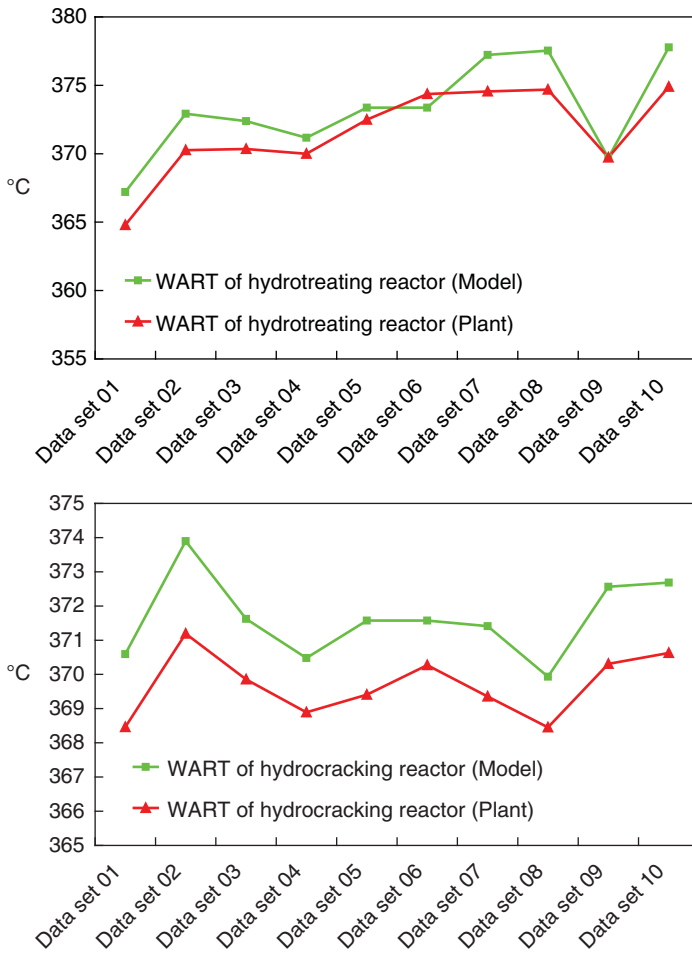 380
375
370
°C
365
360
355
WART of hydrotreating reactor (Model)
WART of hydrotreating reactor (Plant)
Data set 01
Data set 02
Data set 03
Data set 04
Data set 05
Data set 06
Data set 07
Data set 08
Data set 09
Data set 10
375
374
373
372
371
370
°C
369
368
367
366
365
WART of hydrocracking reactor (Model)
WART of hydrocracking reactor (Plant)
Data set 01
Data set 02
Data set 03
Data set 04
Data set 05
Data set 06
Data set 07
Data set 08
Data set 09
Data set 10